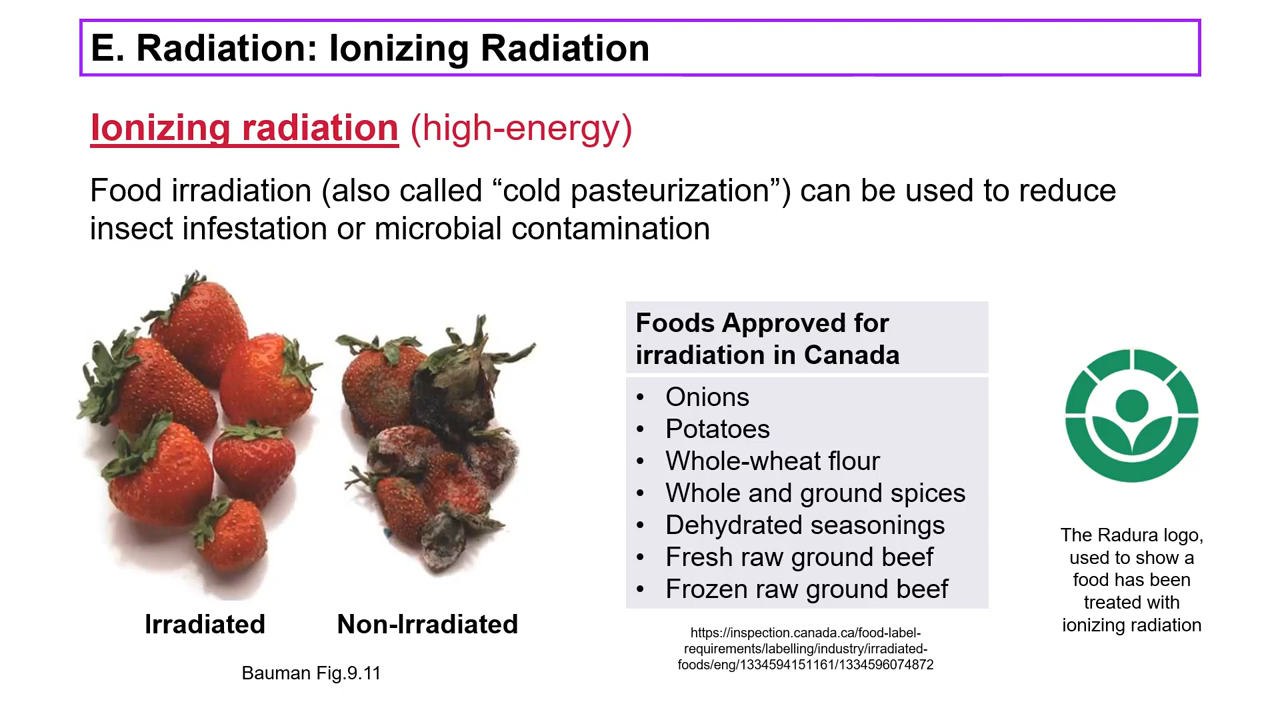 E. Radiation: Ionizing Radiation
Ionizing radiation (high-energy)
Food irradiation (also called “cold pasteurization”) can be used to reduce
insect infestation or microbial contamination
Irradiated
Non-Irradiated
Bauman Fig.9.11
Foods Approved for
irradiation in Canada
• Onions
• Potatoes
• Whole-wheat flour
• Whole and ground spices
• Dehydrated seasonings
• Fresh raw ground beef
• Frozen raw ground beef
https://inspection.canada.ca/food-label-
requirements/labelling/industry/irradiated-
foods/eng/1334594151161/1334596074872
The Radura logo,
used to show a
food has been
treated with
ionizing radiation